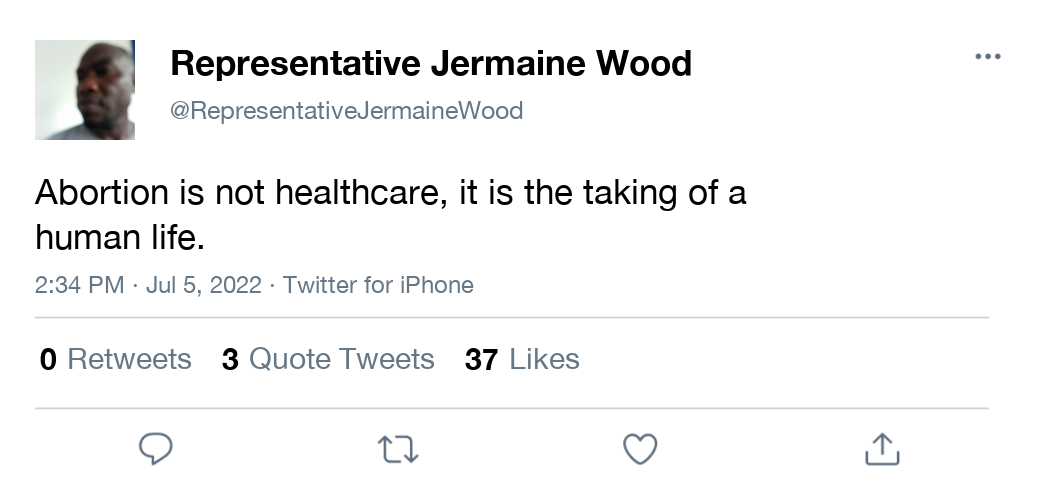 Representative Jermaine Wood
@RepresentativeJermaineWood
Abortion is not healthcare, it is the taking of a
human life.
2:34 PM · Jul 5, 2022 · Twitter for iPhone
0 Retweets 3 Quote Tweets 37 Likes